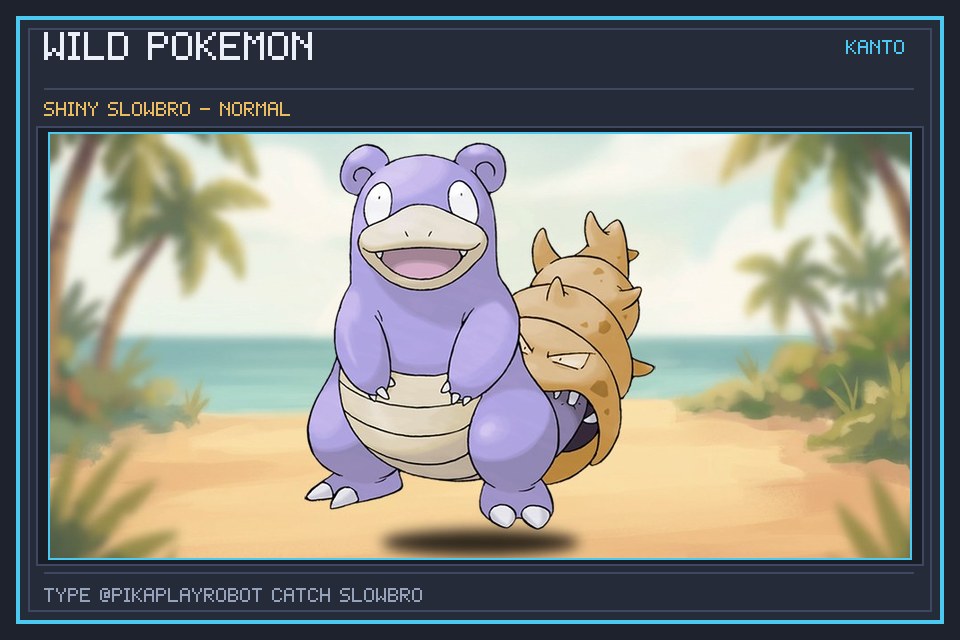 WILD POKEMON
KANTO
SHINY SLOWBRO - NORMAL
TYPE @PIKAPLAYROBOT CATCH SLOWBRO